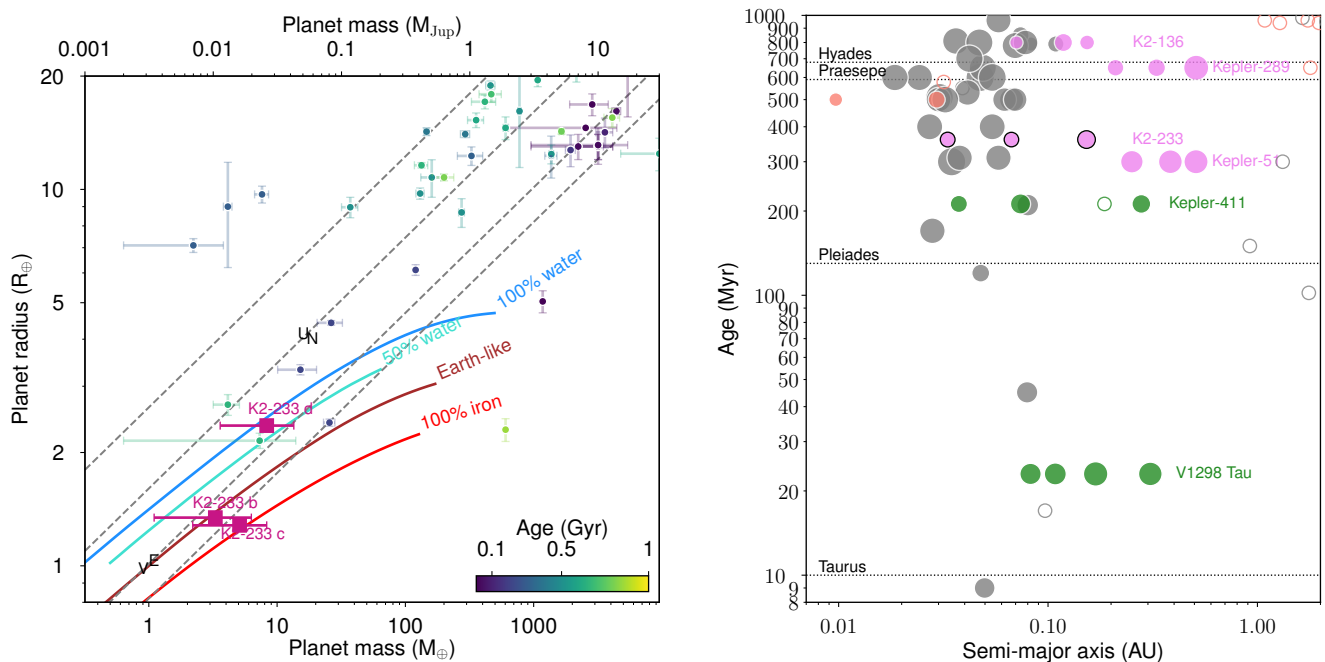 Planet mass (M_Jup)
0.001 0.01 0.1 1 10
20
10
5
2
1
Planet radius (R_⊕)
100% water
50% water
Earth-like
100% iron
U
N
K2-233 d
K2-233 b
K2-233 c
V
E
Age (Gyr)
0.1 0.5 1
1 10 100 1000
Planet mass (M_⊕)
1000
900
800
700
600
500
400
300
200
100
90
80
70
60
50
40
30
20
10
9
8
Age (Myr)
Hyades
Praesepe
Pleiades
Taurus
K2-136
Kepler-289
K2-233
Kepler-51
Kepler-411
V1298 Tau
0.01 0.10 1.00
Semi-major axis (AU)